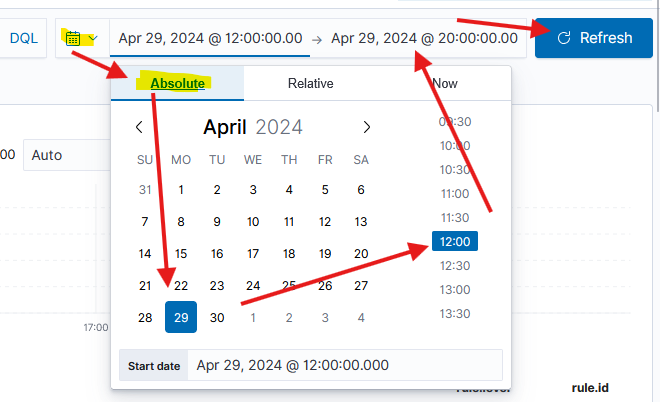 DQL Apr 29, 2024 @ 12:00:00.00 → Apr 29, 2024 @ 20:00:00.00 Refresh
Absolute Relative Now
April 2024
SU MO TU WE TH FR SA
31 1 2 3 4 5 6
7 8 9 10 11 12 13
14 15 16 17 18 19 20
21 22 23 24 25 26 27
28 29 30 1 2 3 4
09:30
10:00
10:30
11:00
11:30
12:00
12:30
13:00
13:30
Start date Apr 29, 2024 @ 12:00:00.000
00 Auto
17:00
rule.level rule.id